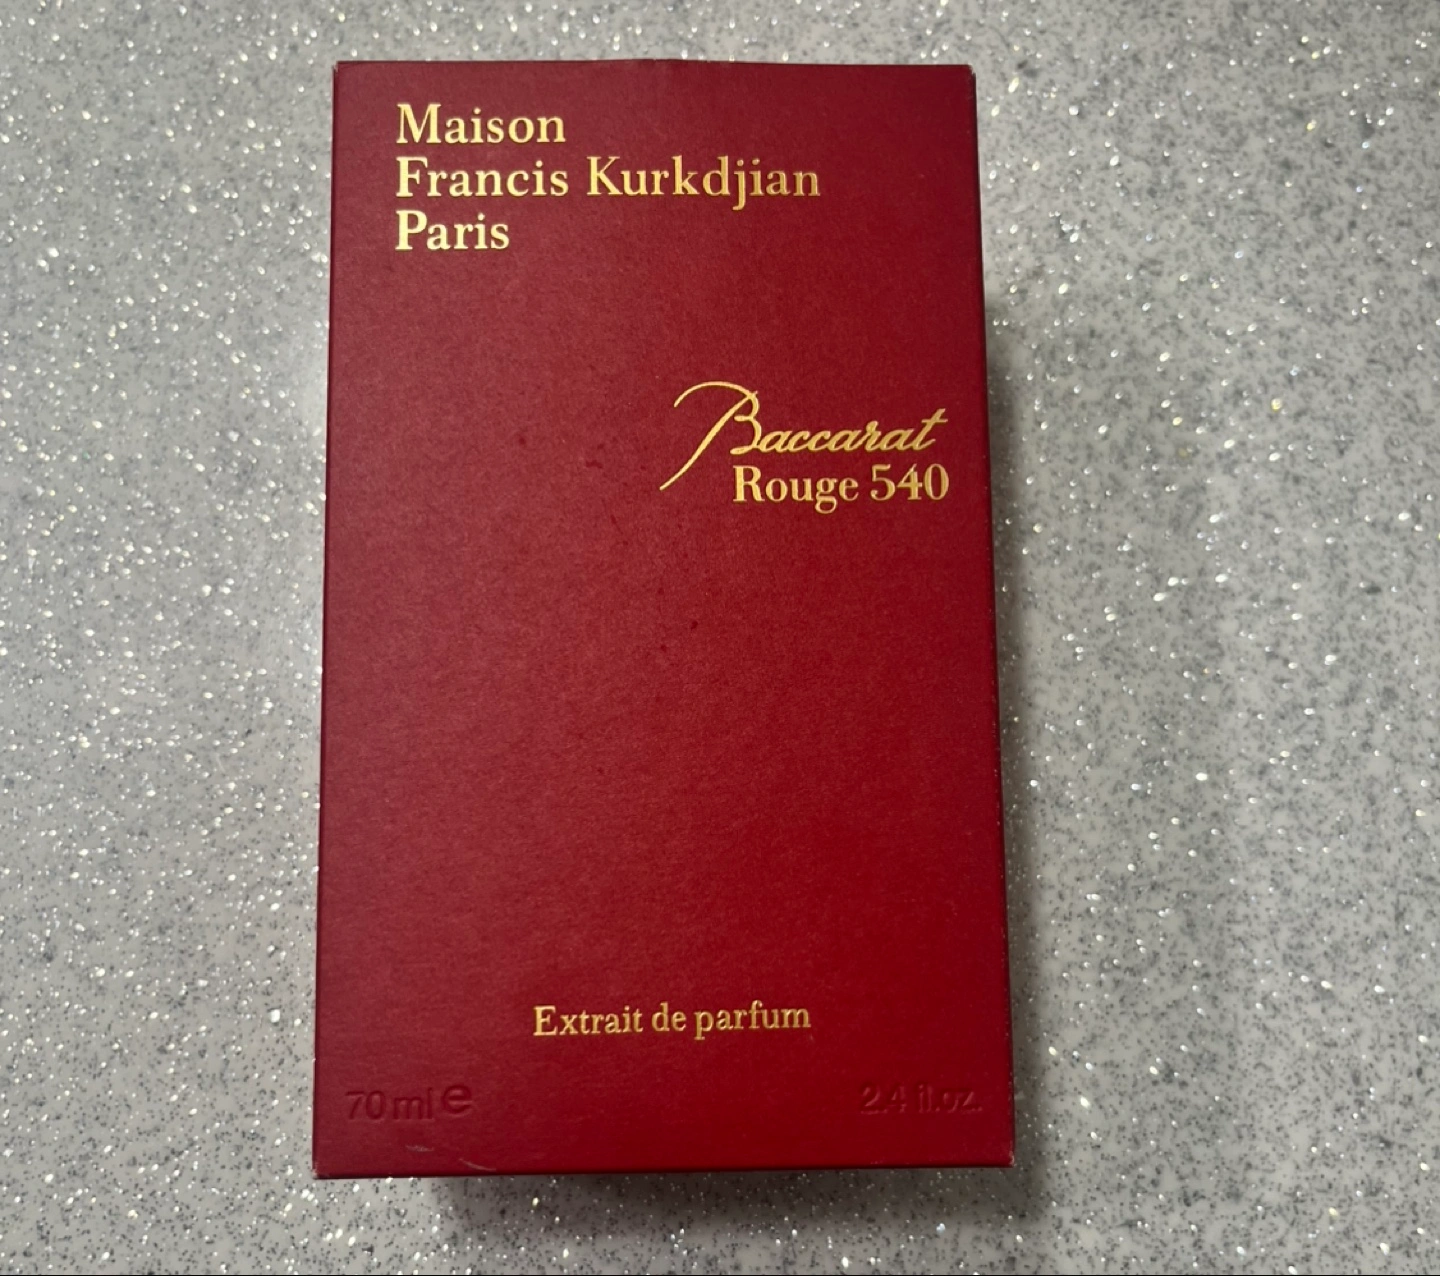 Maison
Francis Kurkdjian
Paris
Baccarat
Rouge 540
Extrait de parfum
70 ml e
2.4 fl.oz.